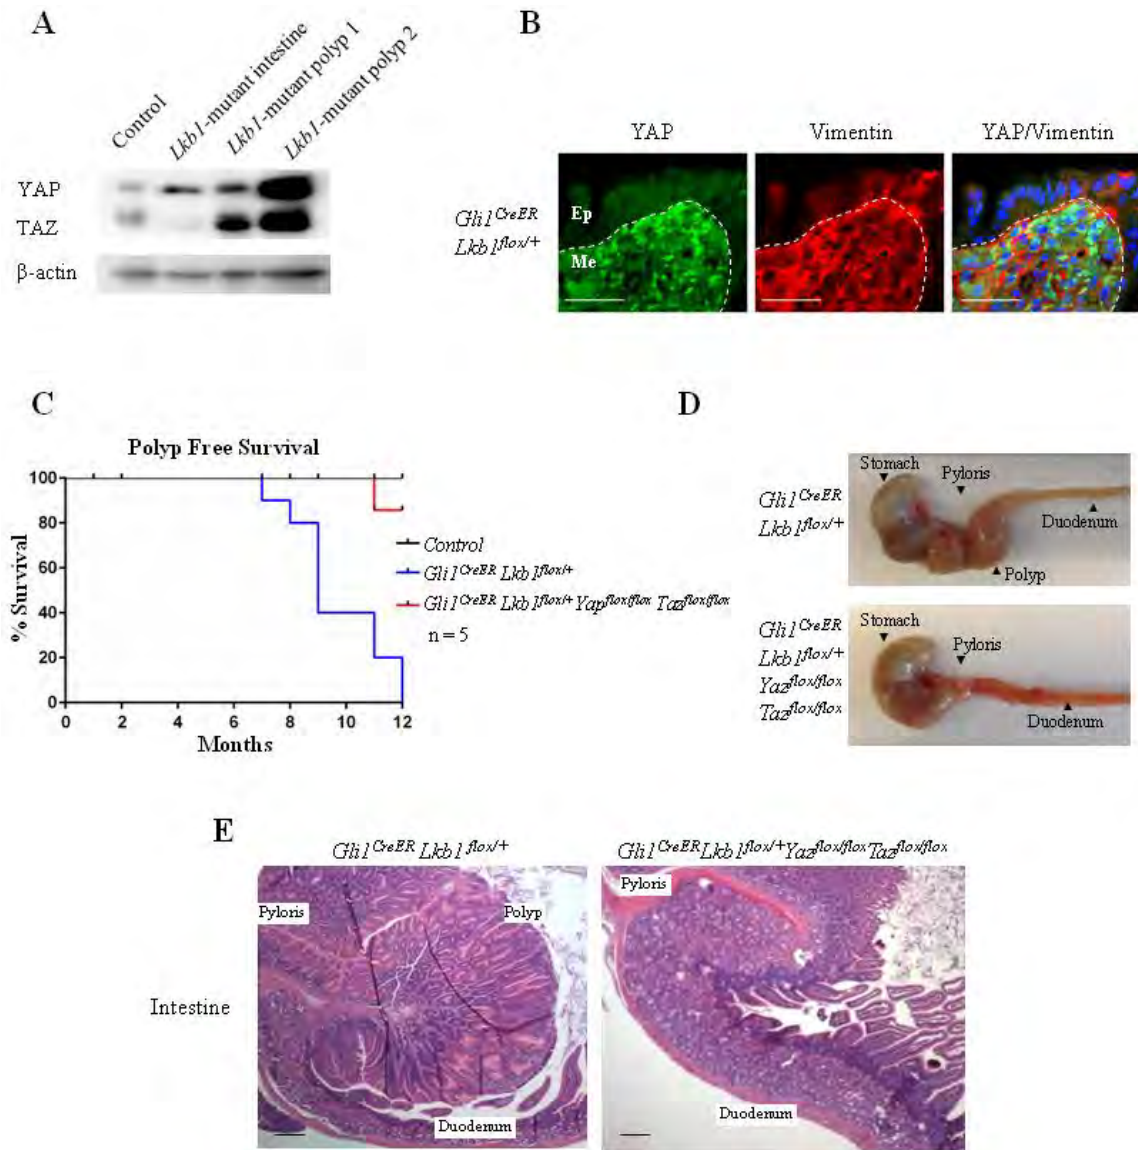 A
Control
Lkb1-mutant intestine
Lkb1-mutant polyp 1
Lkb1-mutant polyp 2
YAP
TAZ
β-actin
B
YAP
Vimentin
YAP/Vimentin
Gli1CreER
Lkb1flox/+
Ep
Me
C
Polyp Free Survival
% Survival
100
80
60
40
20
0
0 2 4 6 8 10 12
Months
Control
Gli1CreER Lkb1flox/+
Gli1CreER Lkb1flox/+ Yapflox/flox Tazflox/flox
n = 5
D
Gli1CreER
Lkb1flox/+
Stomach
Pyloris
Duodenum
Polyp
Gli1CreER
Lkb1flox/+
Yazflox/flox
Tazflox/flox
Stomach
Pyloris
Duodenum
E
Gli1CreER Lkb1flox/+
Gli1CreERLkb1flox/+Yazflox/floxTazflox/flox
Intestine
Pyloris
Polyp
Duodenum
Pyloris
Duodenum